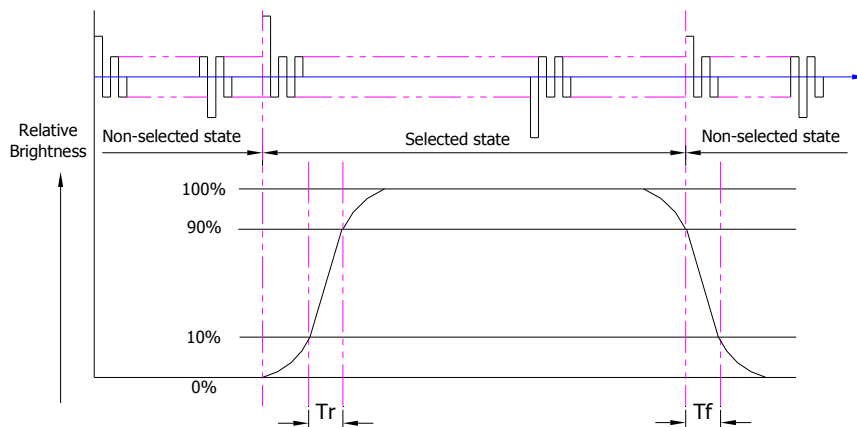 Relative
Brightness
Non-selected state
Selected state
Non-selected state
100%
90%
10%
0%
Tr
Tf